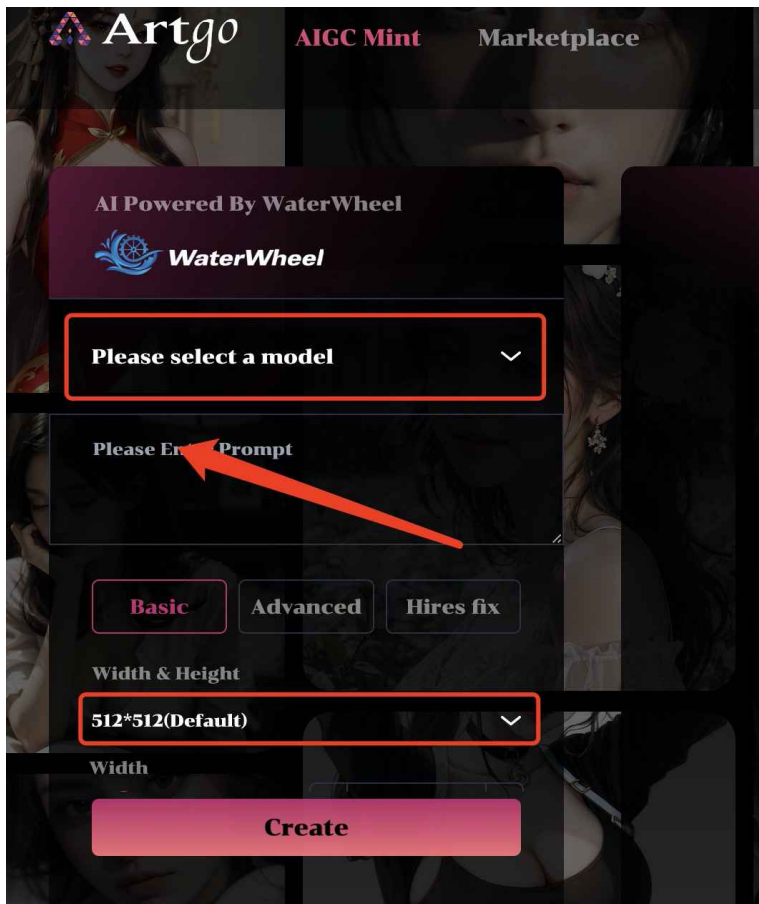 Artgo
AIGC Mint
Marketplace
AI Powered By WaterWheel
WaterWheel
Please select a model
Please Prompt
Basic
Advanced
Hires fix
Width & Height
512*512(Default)
Width
Create